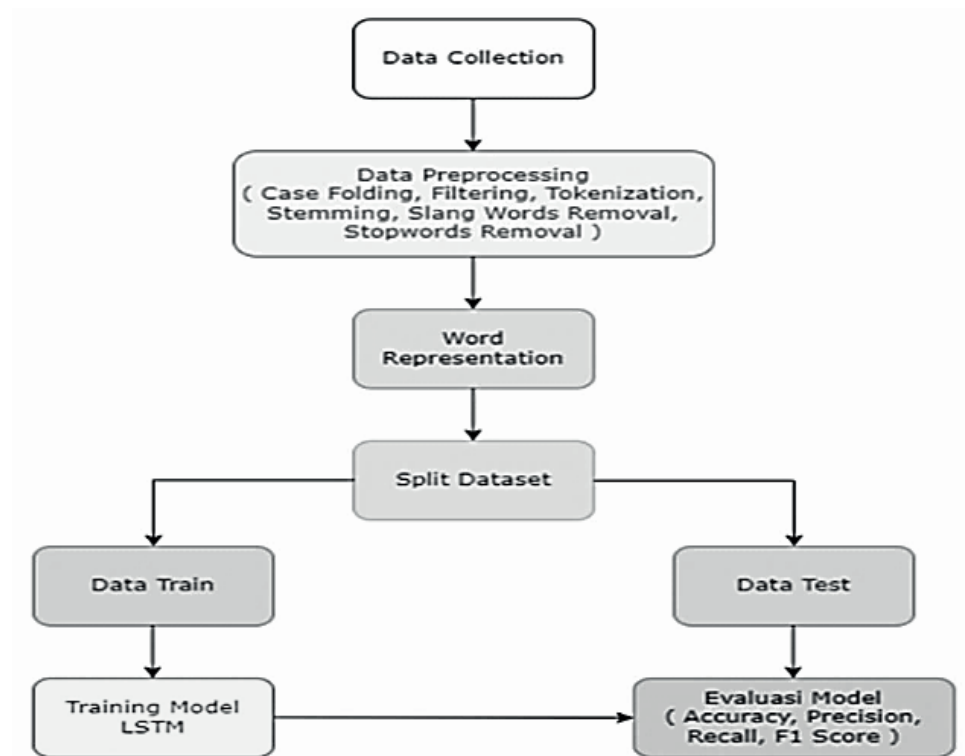 Data Collection
Data Preprocessing
( Case Folding, Filtering, Tokenization,
Stemming, Slang Words Removal,
Stopwords Removal )
Word
Representation
Split Dataset
Data Train
Data Test
Training Model
LSTM
Evaluasi Model
( Accuracy, Precision,
Recall, F1 Score )